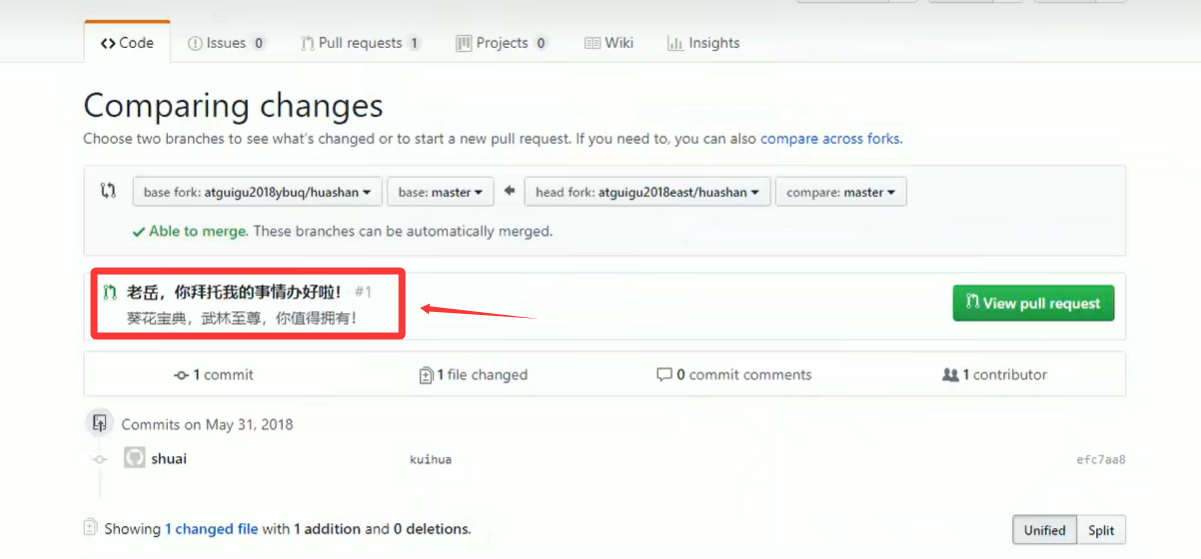 Code Issues 0 Pull requests 1 Projects 0 Wiki Insights
Comparing changes
Choose two branches to see what's changed or to start a new pull request. If you need to, you can also compare across forks.
base fork: atguigu2018ybuq/huashan base: master head fork: atguigu2018east/huashan compare: master
Able to merge. These branches can be automatically merged.
老岳，你拜托我的事情办好啦！ #1
葵花宝典，武林至尊，你值得拥有！
View pull request
1 commit 1 file changed 0 commit comments 1 contributor
Commits on May 31, 2018
shuai kuihua efc7aa8
Showing 1 changed file with 1 addition and 0 deletions.
Unified Split